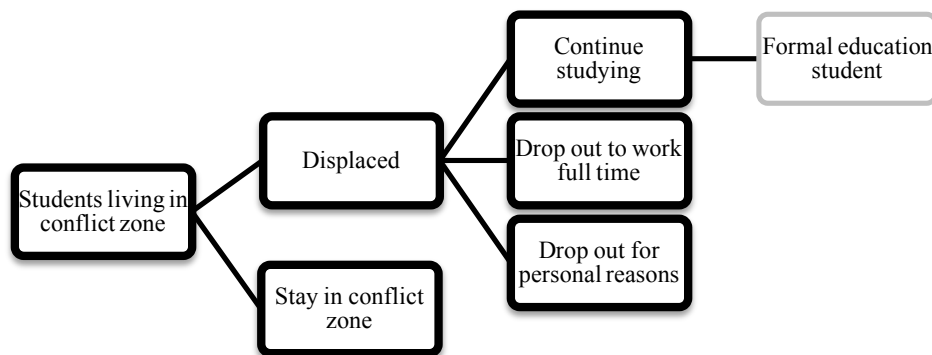 Students living in
conflict zone
Displaced
Stay in conflict
zone
Continue
studying
Drop out to work
full time
Drop out for
personal reasons
Formal education
student